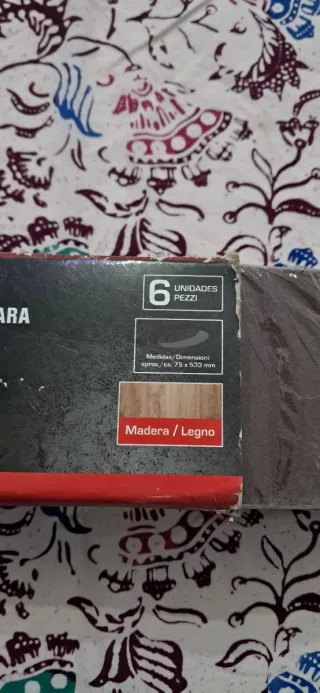 ARA
6 UNIDADES
PEZZI
Medidas/Dimensioni
aprox./ca. 75 x 533 mm
Madera / Legno